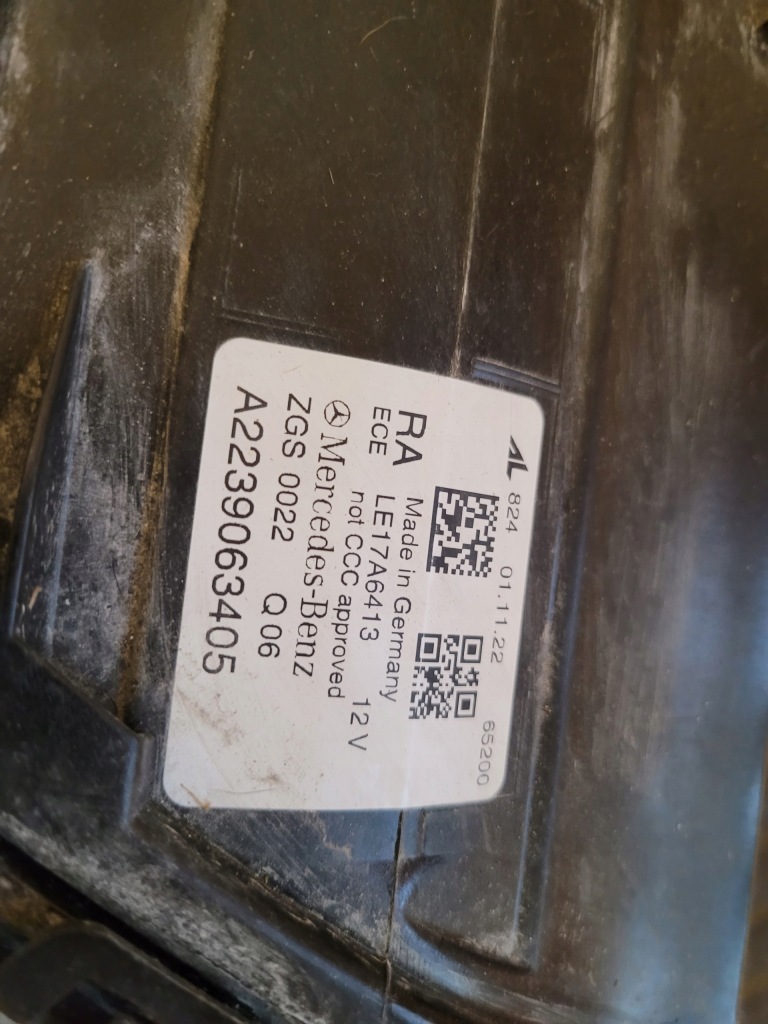 AL 824 01.11.22 65200
RA Made in Germany
ECE LE17A6413 12 V
not CCC approved
Mercedes-Benz
ZGS 0022 Q 06
A2239063405